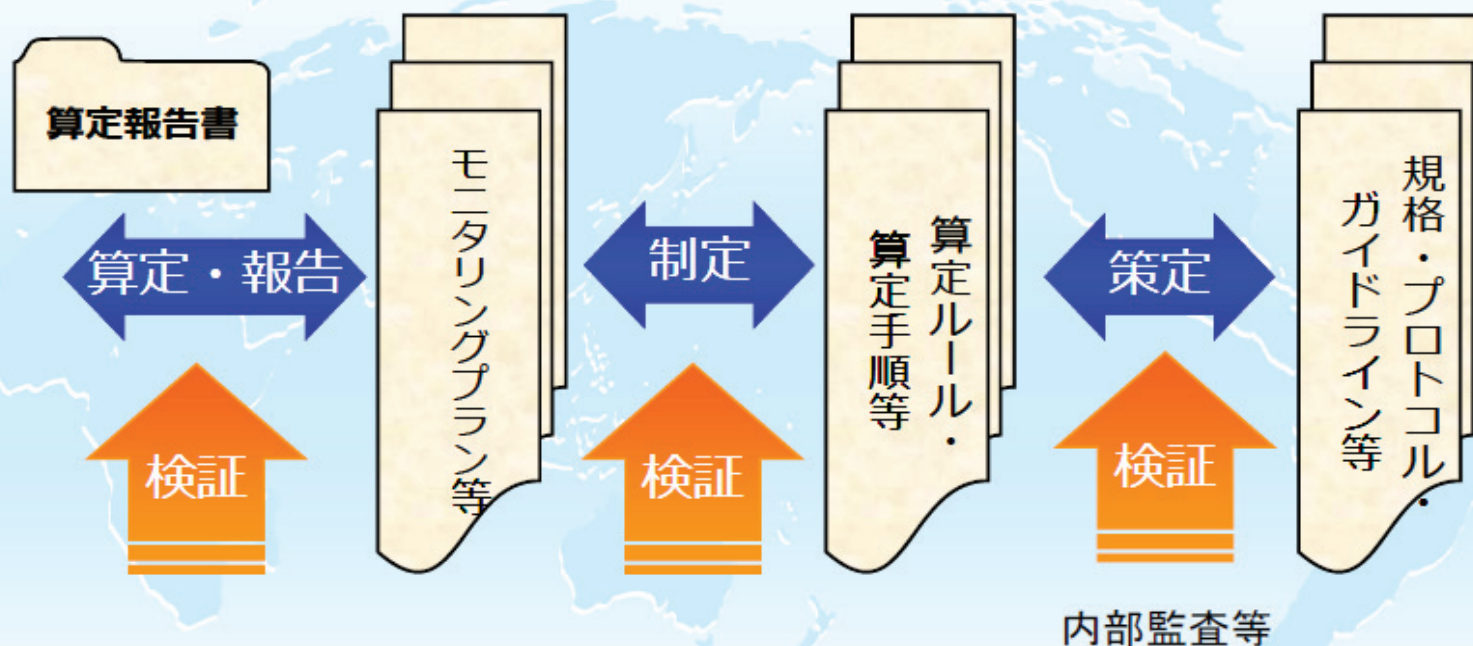 算定報告書
算定・報告
検証
モニタリングプラン等
制定
検証
算定ルール・
算定手順等
策定
検証
内部監査等
規格・プロトコル・
ガイドライン等